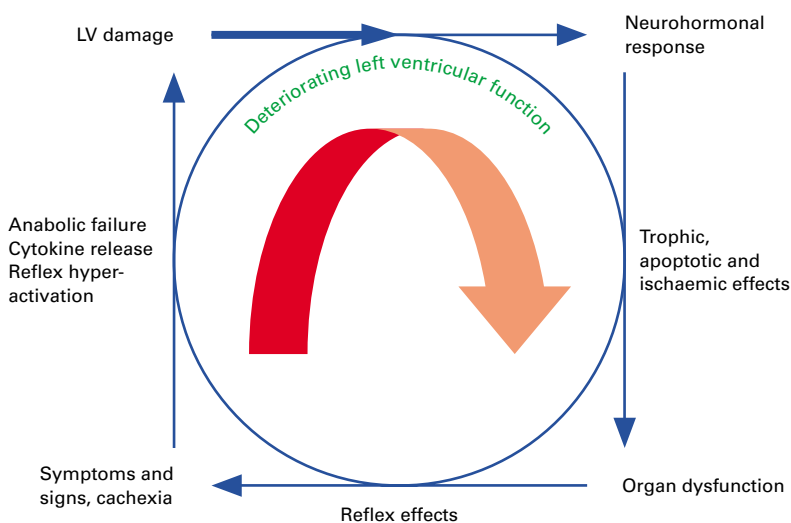 LV damage
Neurohormonal
response
Deteriorating left ventricular function
Anabolic failure
Cytokine release
Reflex hyper-
activation
Trophic,
apoptotic and
ischaemic effects
Symptoms and
signs, cachexia
Reflex effects
Organ dysfunction